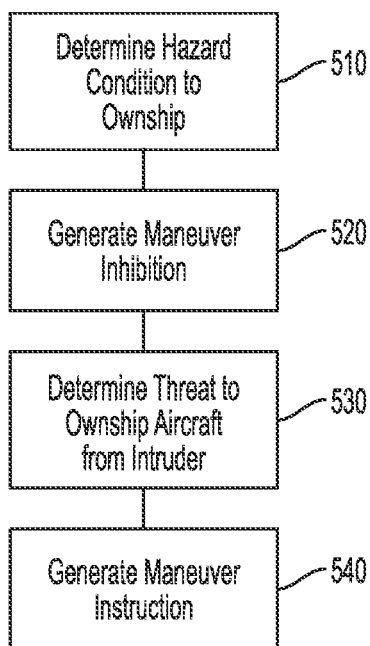 Determine Hazard
Condition to
Ownship
510
Generate Maneuver
Inhibition
520
Determine Threat to
Ownship Aircraft
from Intruder
530
Generate Maneuver
Instruction
540